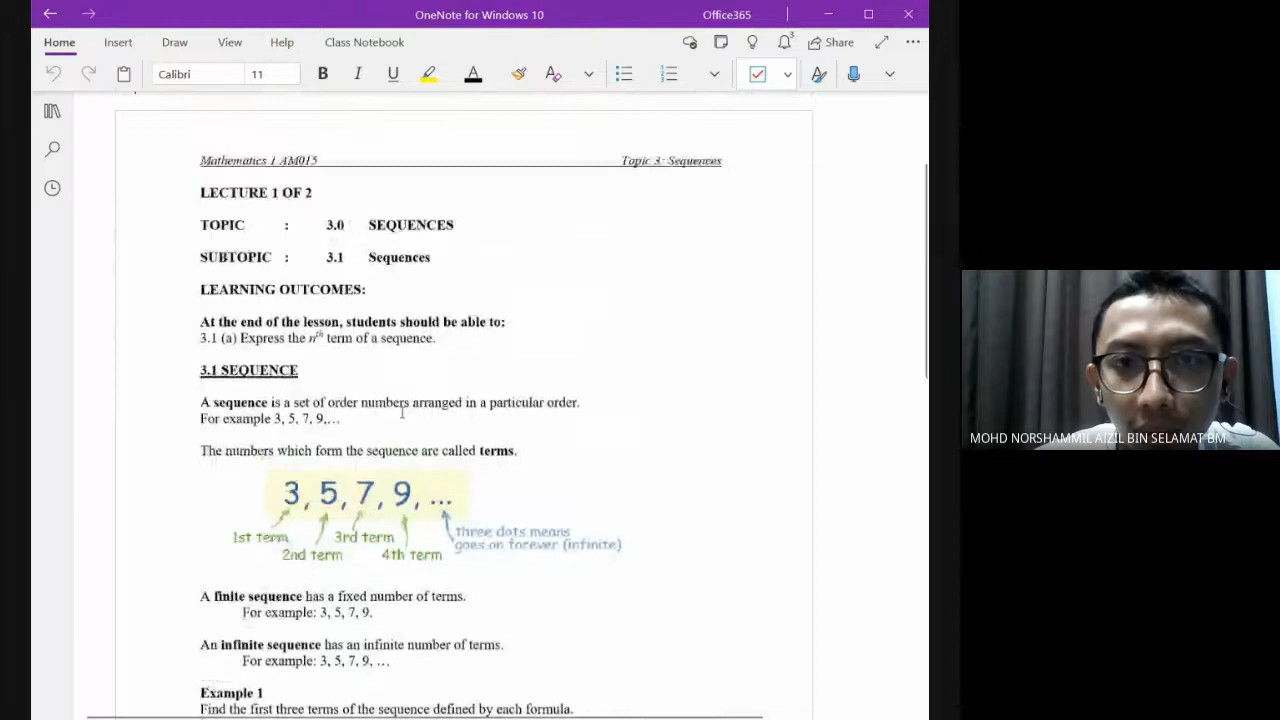 OneNote for Windows 10
Office365
Home
Insert
Draw
View
Help
Class Notebook
3
Share
Calibri
11
B
I
U
A
A
Mathematics 1 AM015
Topic 3: Sequences
LECTURE 1 OF 2
TOPIC : 3.0 SEQUENCES
SUBTOPIC : 3.1 Sequences
LEARNING OUTCOMES:
At the end of the lesson, students should be able to:
3.1 (a) Express the nth term of a sequence.
3.1 SEQUENCE
A sequence is a set of order numbers arranged in a particular order.
For example 3, 5, 7, 9,…
The numbers which form the sequence are called terms.
3, 5, 7, 9, ...
1st term
2nd term
3rd term
4th term
three dots means
goes on forever (infinite)
A finite sequence has a fixed number of terms.
For example: 3, 5, 7, 9.
An infinite sequence has an infinite number of terms.
For example: 3, 5, 7, 9, …
Example 1
Find the first three terms of the sequence defined by each formula.
MOHD NORSHAMMIL AIZIL BIN SELAMAT BM